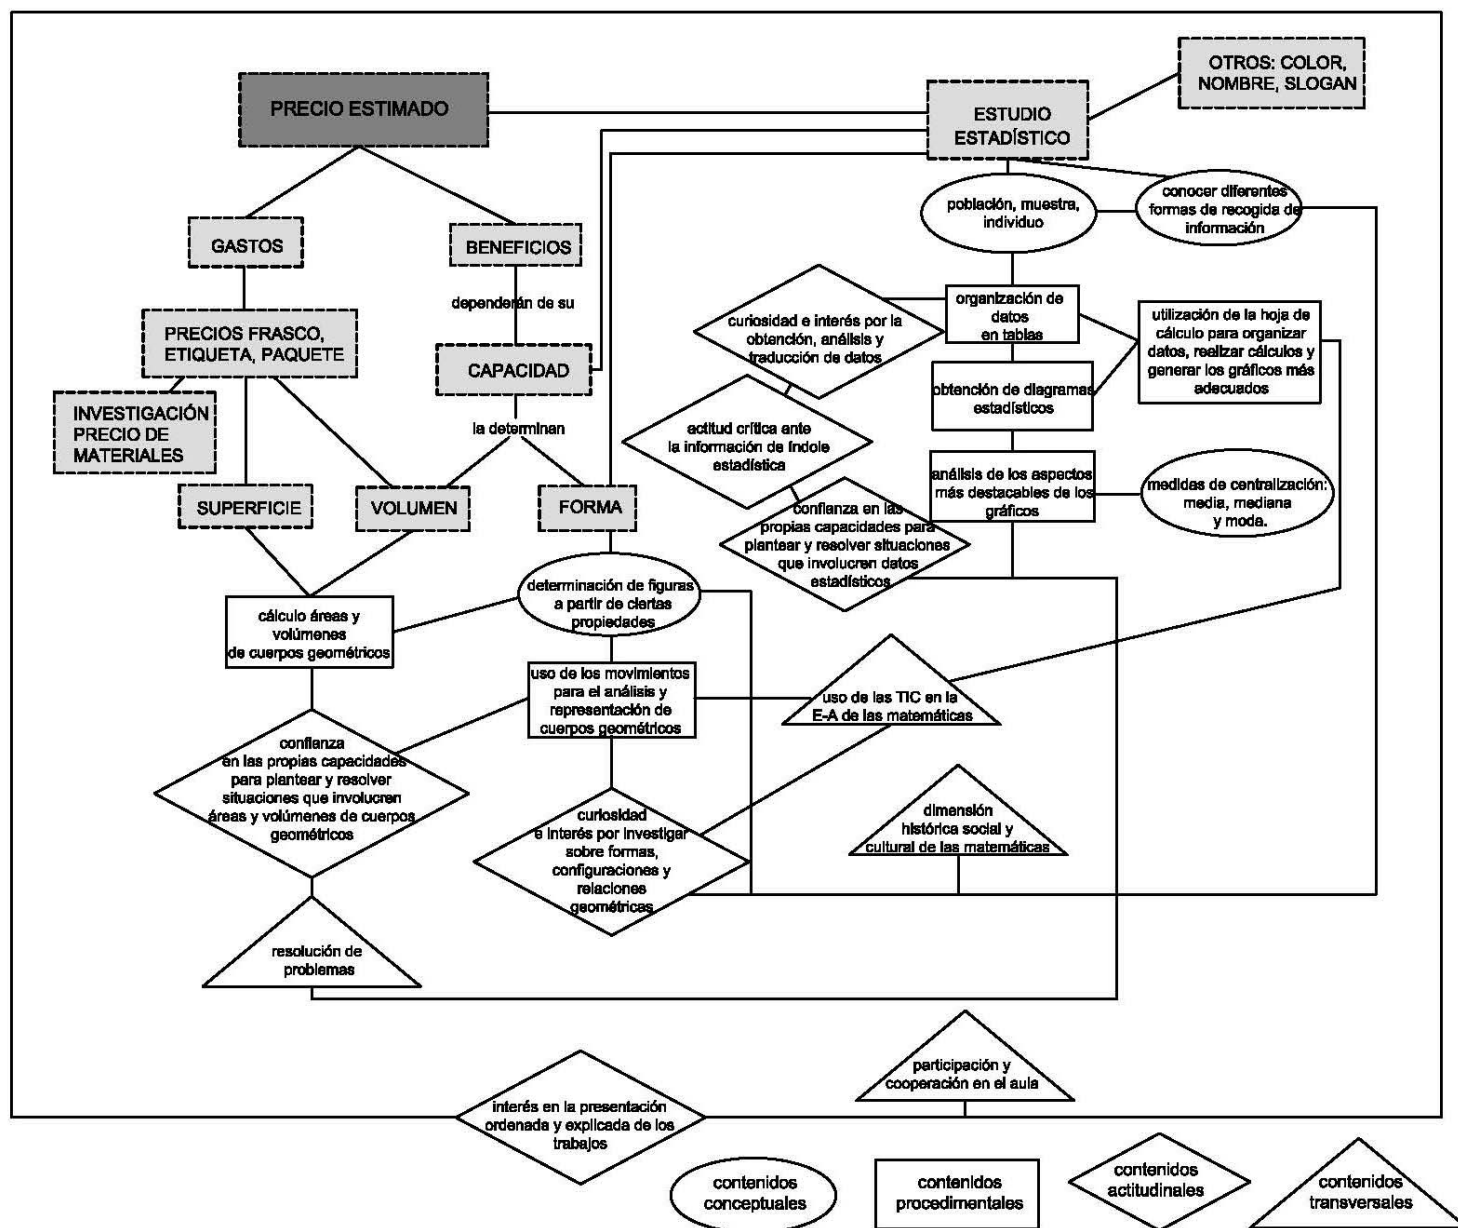 OTROS: COLOR,
NOMBRE, SLOGAN
PRECIO ESTIMADO
ESTUDIO
ESTADÍSTICO
GASTOS
BENEFICIOS
población, muestra,
individuo
conocer diferentes
formas de recogida de
información
dependerán de su
PRECIOS FRASCO,
ETIQUETA, PAQUETE
CAPACIDAD
curiosidad e interés por la
obtención, análisis y
traducción de datos
organización de
datos
en tablas
utilización de la hoja de
cálculo para organizar
datos, realizar cálculos y
generar los gráficos más
adecuados
obtención de diagramas
estadísticos
INVESTIGACIÓN
PRECIO DE
MATERIALES
la determinan
actitud crítica ante
la información de índole
estadística
análisis de los aspectos
más destacables de los
gráficos
medidas de centralización:
media, mediana
y moda.
SUPERFICIE
VOLUMEN
FORMA
confianza en las
propias capacidades para
plantear y resolver situaciones
que involucren datos
estadísticos
determinación de figuras
a partir de ciertas
propiedades
cálculo áreas y
volúmenes
de cuerpos geométricos
uso de los movimientos
para el análisis y
representación de
cuerpos geométricos
uso de las TIC en la
E-A de las matemáticas
confianza
en las propias capacidades
para plantear y resolver
situaciones que involucren
áreas y volúmenes de cuerpos
geométricos
curiosidad
e interés por investigar
sobre formas,
configuraciones y
relaciones
geométricas
dimensión
histórica social y
cultural de las matemáticas
resolución de
problemas
participación y
cooperación en el aula
interés en la presentación
ordenada y explicada de los
trabajos
contenidos
conceptuales
contenidos
procedimentales
contenidos
actitudinales
contenidos
transversales